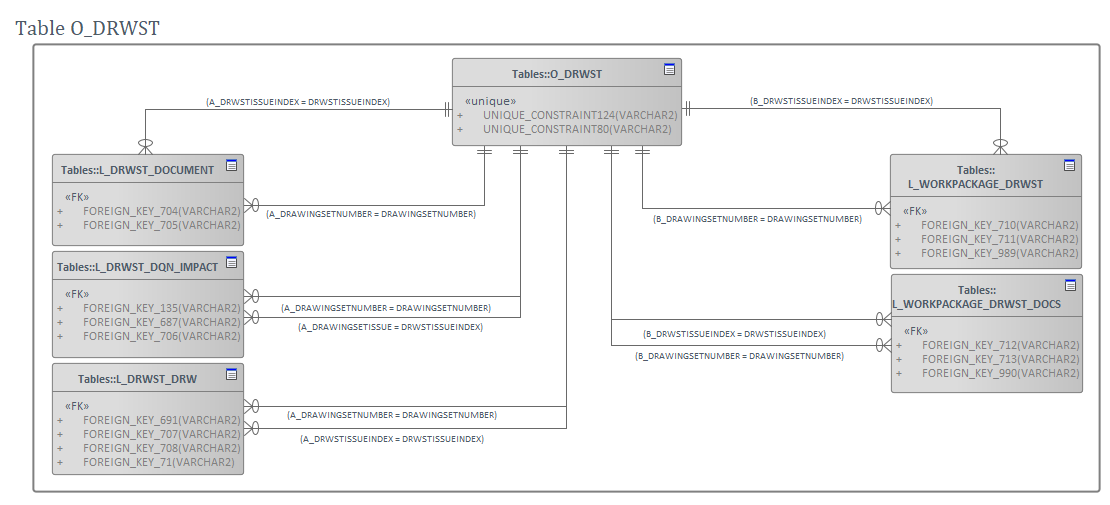 Table O_DRWST
Tables::O_DRWST
«unique»
+ UNIQUE_CONSTRAINT124(VARCHAR2)
+ UNIQUE_CONSTRAINT80(VARCHAR2)
(A_DRWSTISSUEINDEX = DRWSTISSUEINDEX)
(B_DRWSTISSUEINDEX = DRWSTISSUEINDEX)
Tables::L_DRWST_DOCUMENT
«FK»
+ FOREIGN_KEY_704(VARCHAR2)
+ FOREIGN_KEY_705(VARCHAR2)
(A_DRAWINGSETNUMBER = DRAWINGSETNUMBER)
Tables::L_DRWST_DQN_IMPACT
«FK»
+ FOREIGN_KEY_135(VARCHAR2)
+ FOREIGN_KEY_687(VARCHAR2)
+ FOREIGN_KEY_706(VARCHAR2)
(A_DRAWINGSETNUMBER = DRAWINGSETNUMBER)
(A_DRAWINGSETISSUE = DRWSTISSUEINDEX)
Tables::L_DRWST_DRW
«FK»
+ FOREIGN_KEY_691(VARCHAR2)
+ FOREIGN_KEY_707(VARCHAR2)
+ FOREIGN_KEY_708(VARCHAR2)
+ FOREIGN_KEY_71(VARCHAR2)
(A_DRAWINGSETNUMBER = DRAWINGSETNUMBER)
(A_DRWSTISSUEINDEX = DRWSTISSUEINDEX)
Tables::
L_WORKPACKAGE_DRWST
«FK»
+ FOREIGN_KEY_710(VARCHAR2)
+ FOREIGN_KEY_711(VARCHAR2)
+ FOREIGN_KEY_989(VARCHAR2)
(B_DRAWINGSETNUMBER = DRAWINGSETNUMBER)
Tables::
L_WORKPACKAGE_DRWST_DOCS
«FK»
+ FOREIGN_KEY_712(VARCHAR2)
+ FOREIGN_KEY_713(VARCHAR2)
+ FOREIGN_KEY_990(VARCHAR2)
(B_DRWSTISSUEINDEX = DRWSTISSUEINDEX)
(B_DRAWINGSETNUMBER = DRAWINGSETNUMBER)